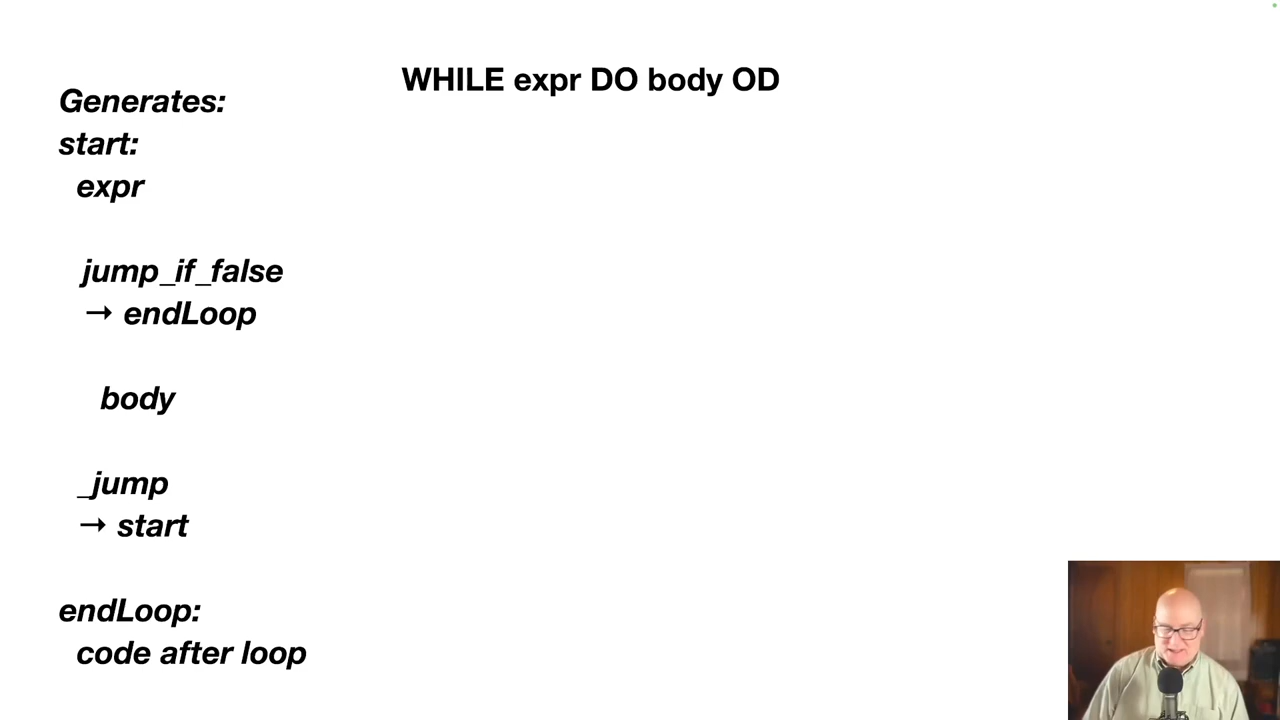 WHILE expr DO body OD
Generates:
start:
expr
jump_if_false
→ endLoop
body
_jump
→ start
endLoop:
code after loop